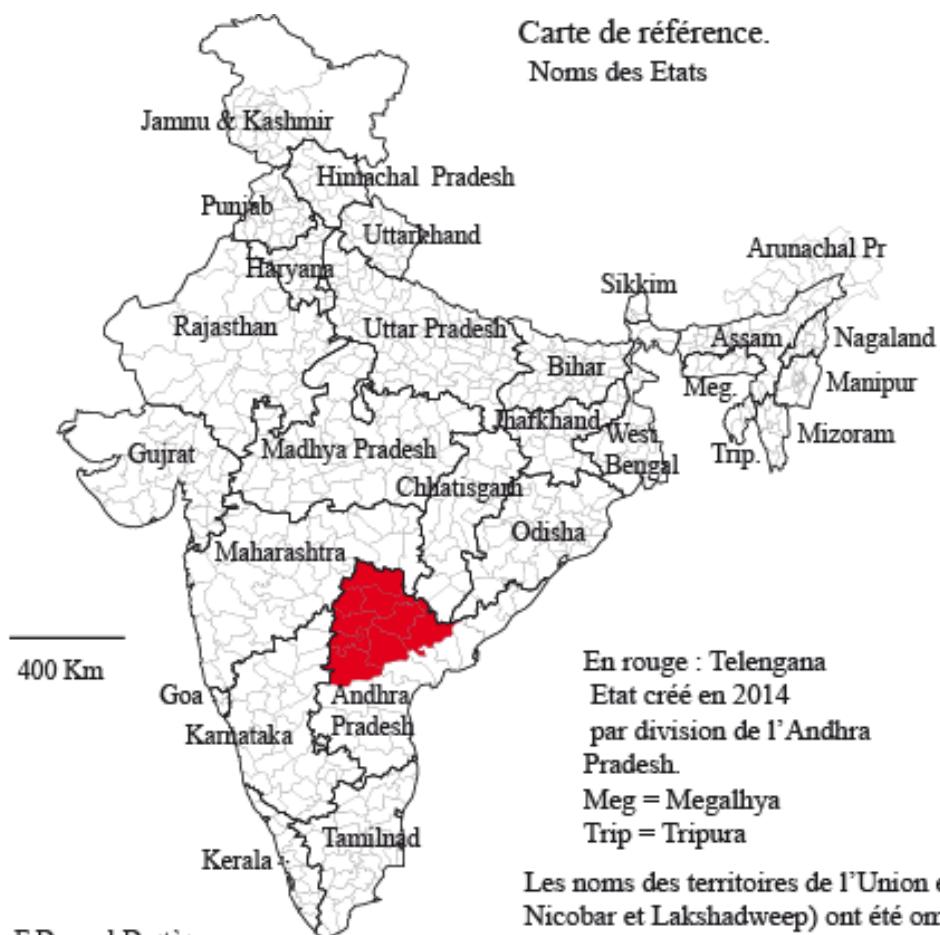 Carte de référence.
Noms des Etats
Jamnu & Kashmir
Himachal Pradesh
Punjab
Uttarkhand
Haryana
Arunachal Pr
Sikkim
Rajasthan
Uttar Pradesh
Assam
Nagaland
Bihar
Meg.
Manipur
Jharkhand
West
Mizoram
Gujrat
Madhya Pradesh
Trip.
Bengal
Chhatisgarh
Odisha
Maharashtra
400 Km
En rouge : Telengana
Goa
Andhra
Etat créé en 2014
Karnataka
Pradesh
par division de l’Andhra
Pradesh.
Meg = Megalhya
Trip = Tripura
Tamilnad
Kerala
Les noms des territoires de l’Union
Nicobar et Lakshadweep) ont été